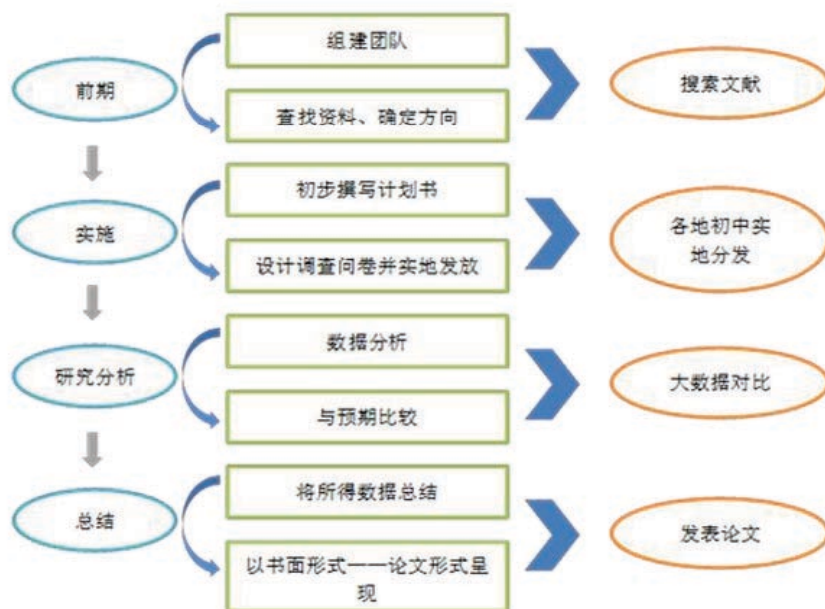 组建团队
前期
搜索文献
查找资料、确定方向
初步撰写计划书
实施
各地初中实
地分发
设计调查问卷并实地发放
数据分析
研究分析
大数据对比
与预期比较
将所得数据总结
总结
发表论文
以书面形式——论文形式呈
现